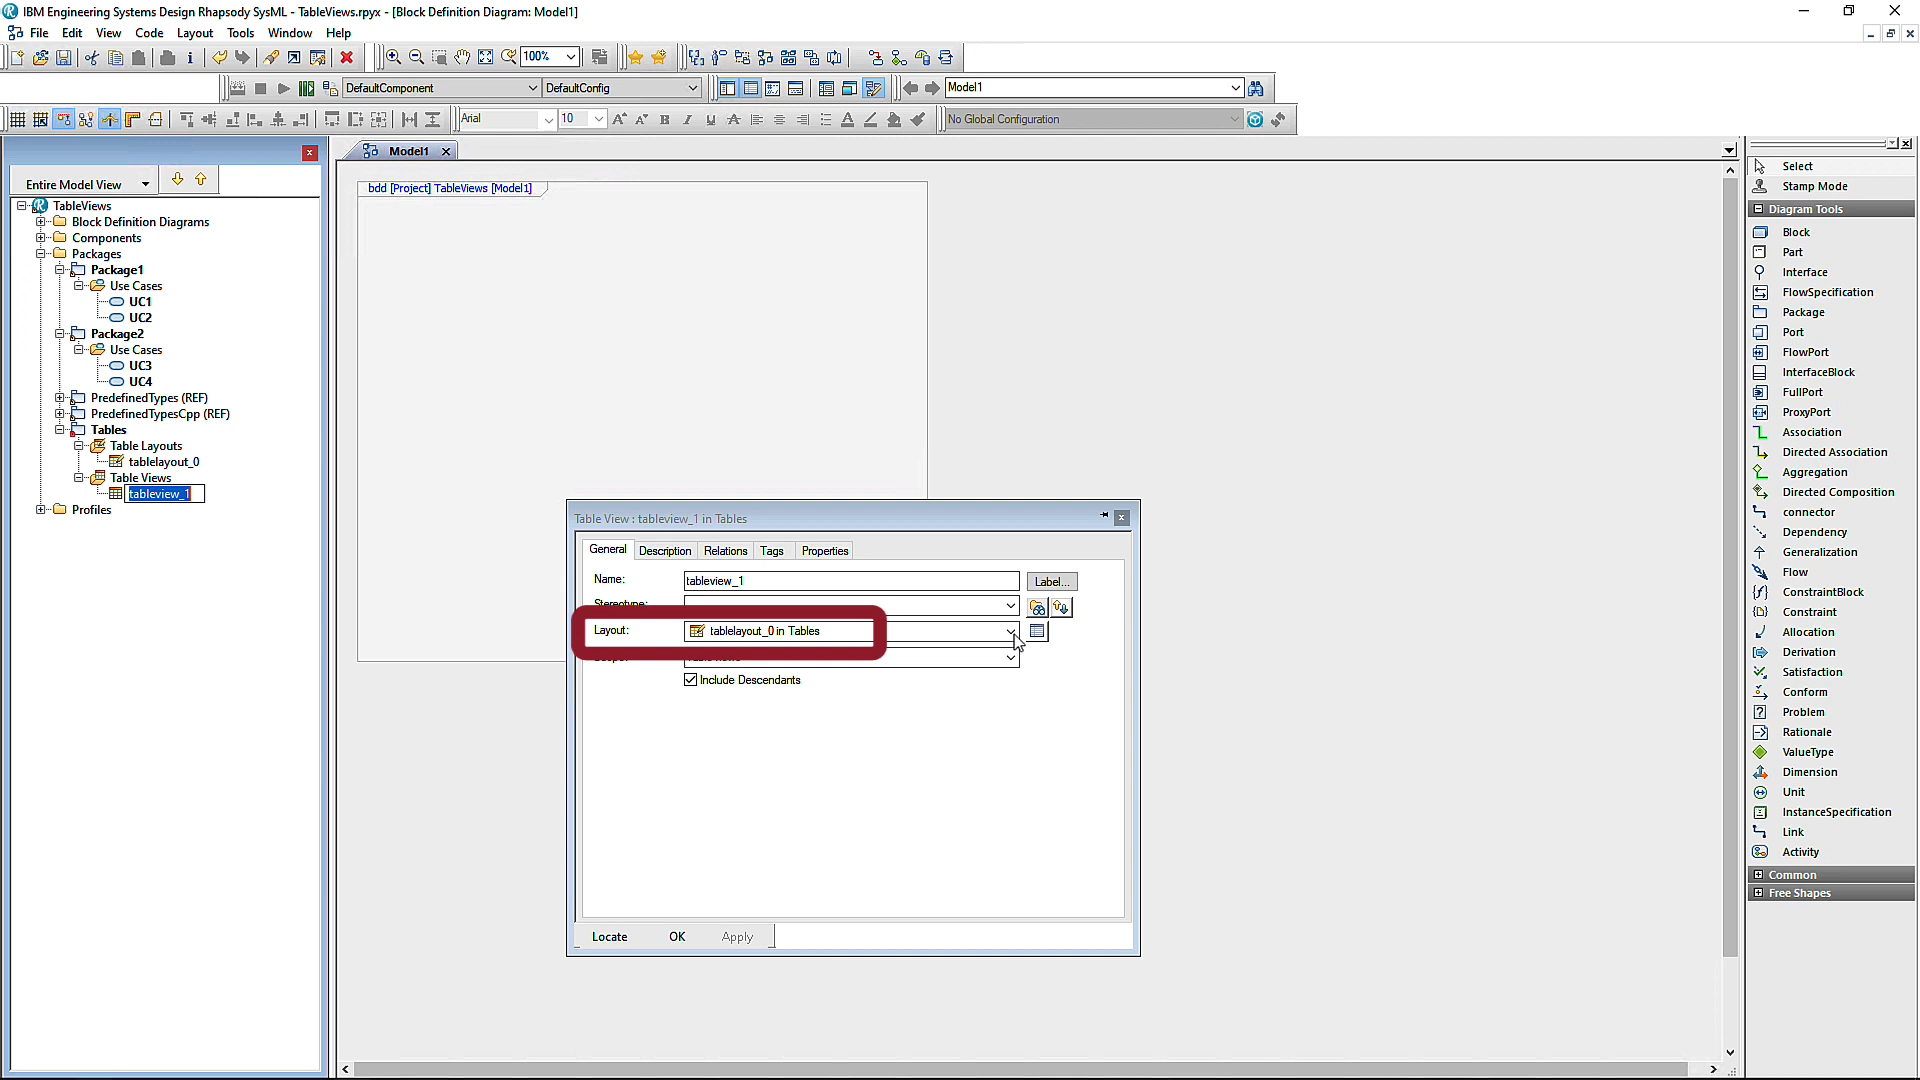 IBM Engineering Systems Design Rhapsody SysML - TableViews.rpyx - [Block Definition Diagram: Model1]
File Edit View Code Layout Tools Window Help
100%
DefaultComponent DefaultConfig Model1
Arial 10 No Global Configuration
Entire Model View
TableViews
Block Definition Diagrams
Components
Packages
Package1
Use Cases
UC1
UC2
Package2
Use Cases
UC3
UC4
PredefinedTypes (REF)
PredefinedTypesCpp (REF)
Tables
Table Layouts
tablelayout_0
Table Views
tableview_1
Profiles
Model1
bdd [Project] TableViews [Model1]
Table View : tableview_1 in Tables
General Description Relations Tags Properties
Name: tableview_1 Label...
Stereotype:
Layout: tablelayout_0 in Tables
Include Descendants
Locate OK Apply
Select
Stamp Mode
Diagram Tools
Block
Part
Interface
FlowSpecification
Package
Port
FlowPort
InterfaceBlock
FullPort
ProxyPort
Association
Directed Association
Aggregation
Directed Composition
connector
Dependency
Generalization
Flow
ConstraintBlock
Constraint
Allocation
Derivation
Satisfaction
Conform
Problem
Rationale
ValueType
Dimension
Unit
InstanceSpecification
Link
Activity
Common
Free Shapes